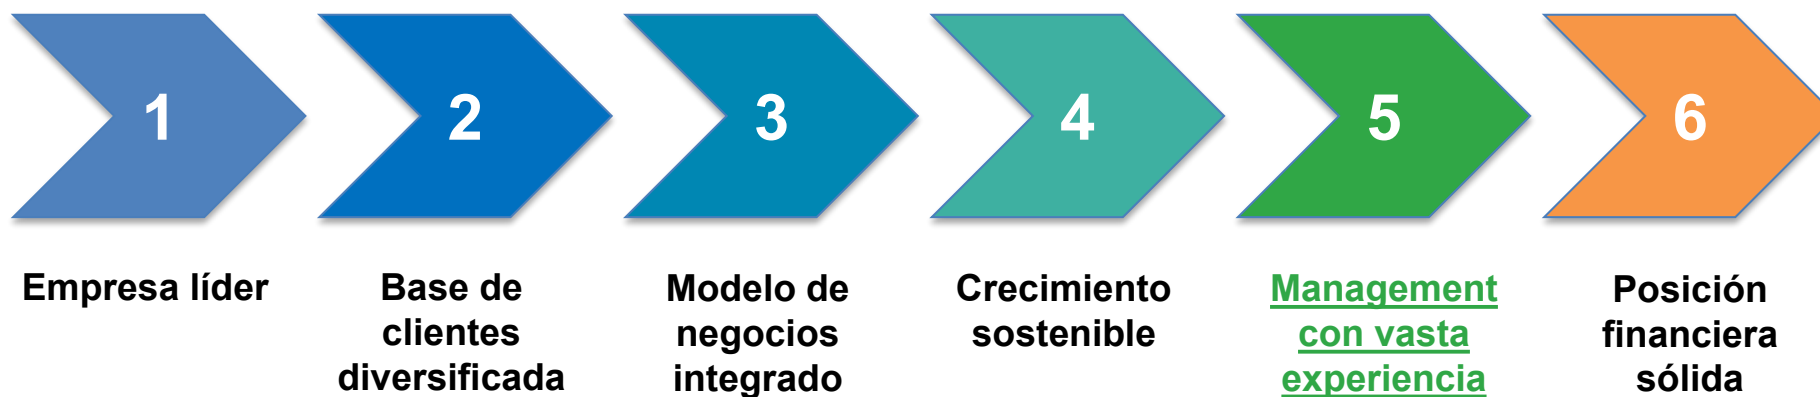 1
2
3
4
5
6
Empresa líder
Base de
clientes
diversificada
Modelo de
negocios
integrado
Crecimiento
sostenible
Management
con vasta
experiencia
Posición
financiera
sólida